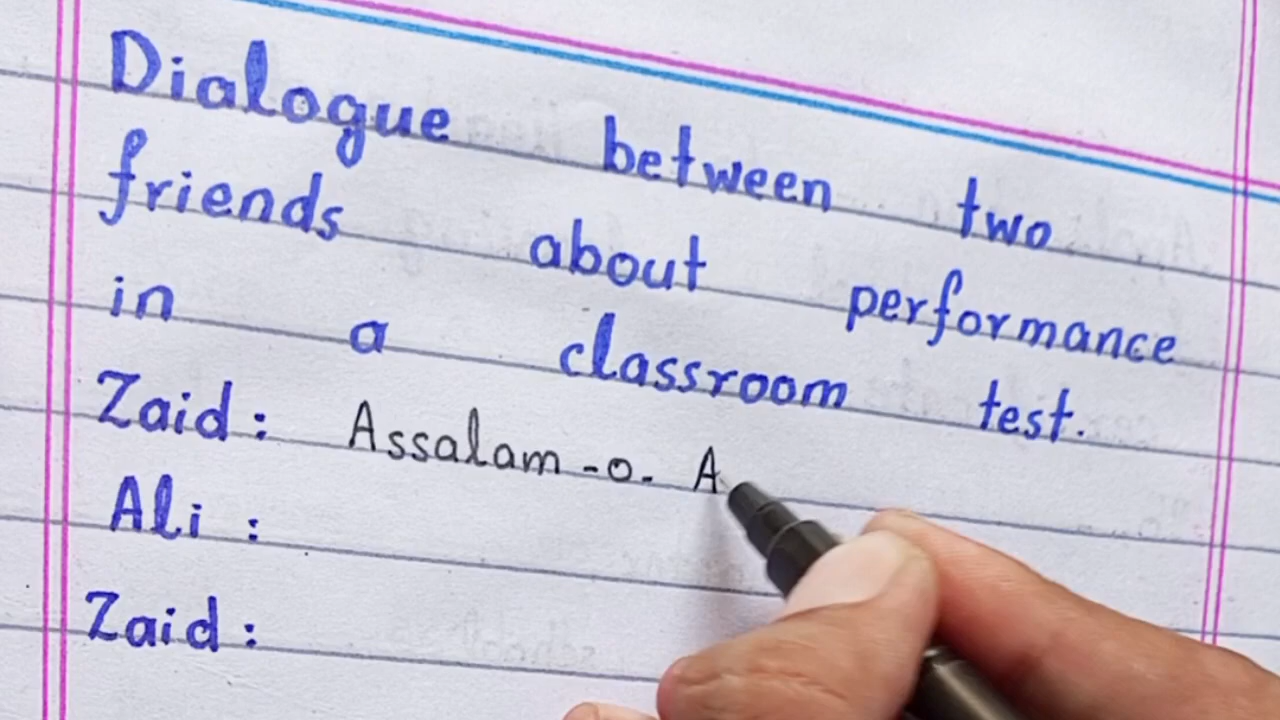 Dialogue between two
friends about performance
in a classroom test.
Zaid: Assalam-o-A
Ali :
Zaid: